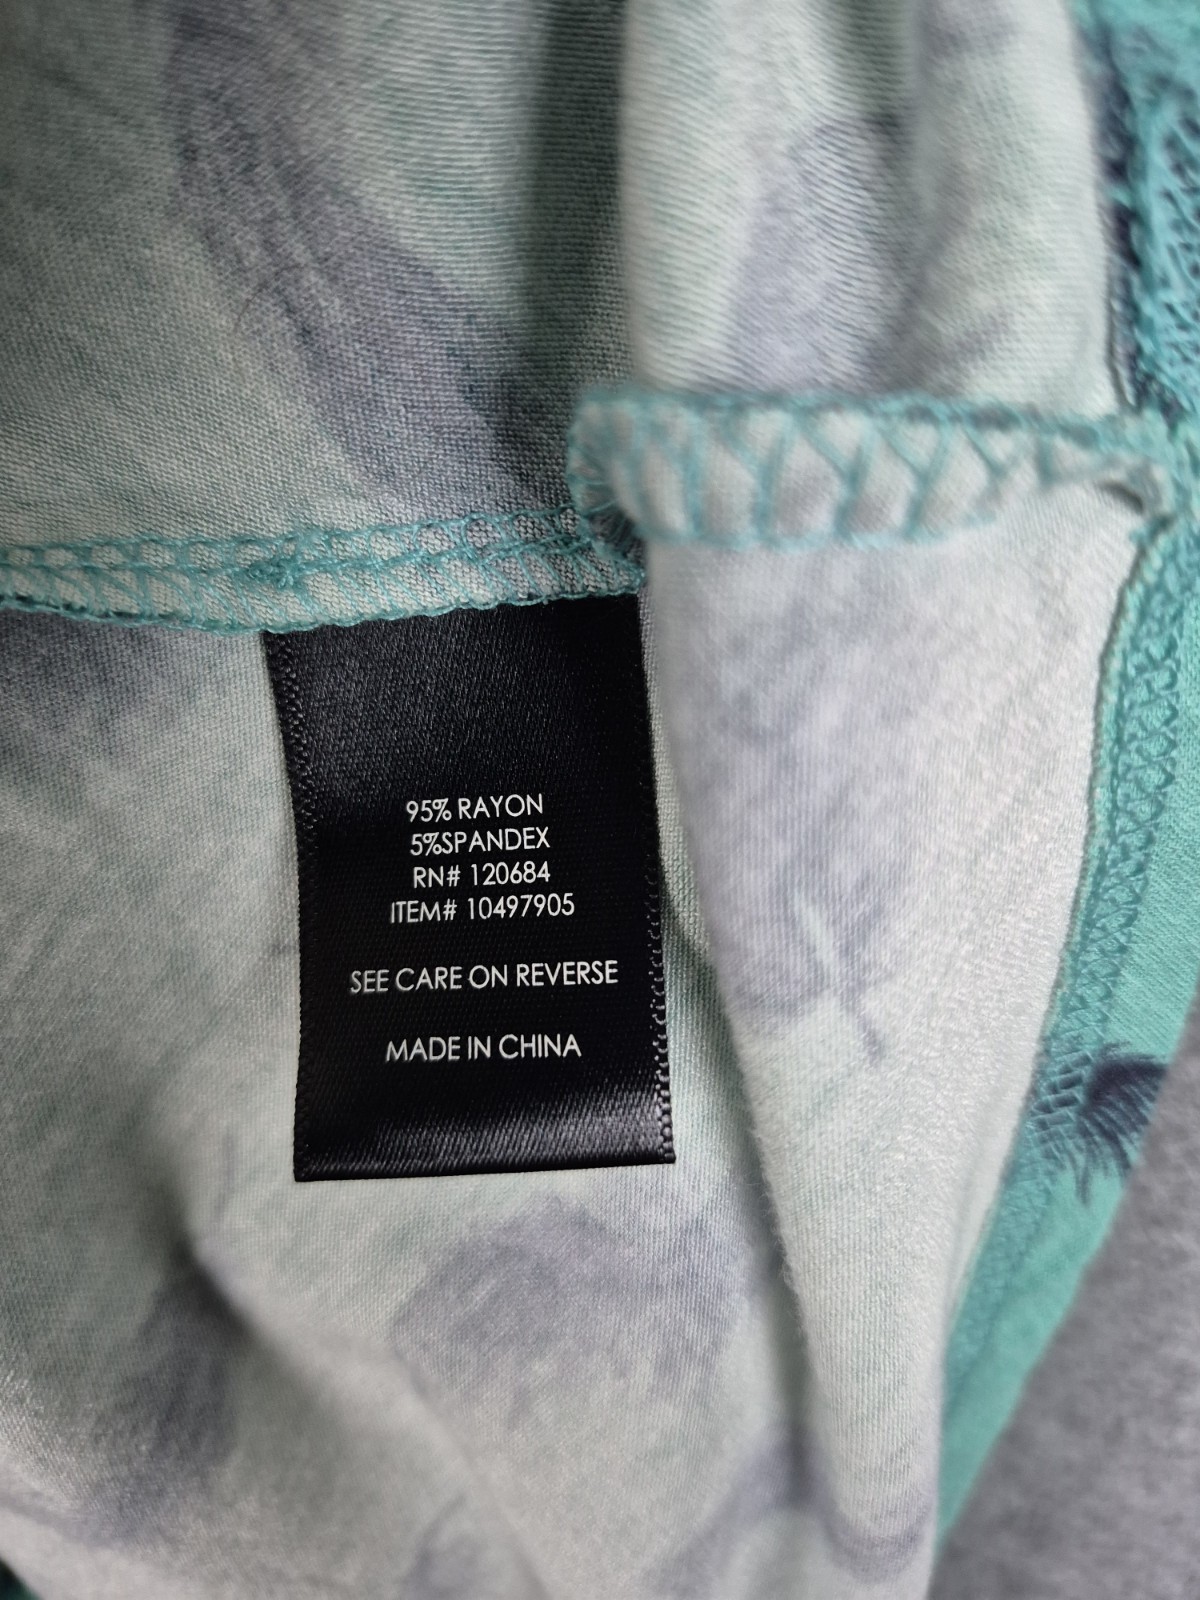 95% RAYON
5%SPANDEX
RN# 120684
ITEM# 10497905
SEE CARE ON REVERSE
MADE IN CHINA